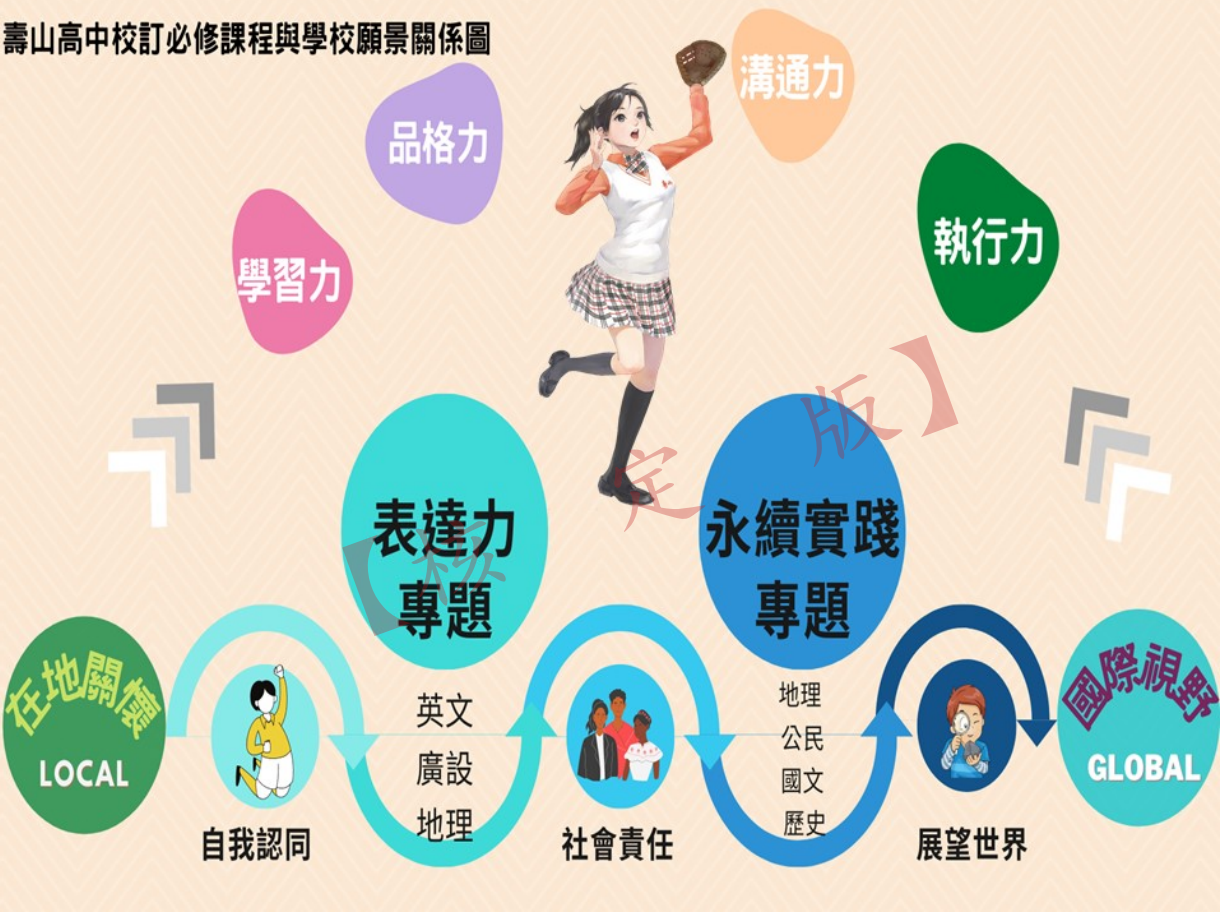 壽山高中校訂必修課程與學校願景關係圖
溝通力
品格力
執行力
學習力
【核定版】
表達力
專題
永續實踐
專題
在地關懷
LOCAL
英文
廣設
地理
地理
公民
國文
歷史
國際視野
GLOBAL
自我認同
社會責任
展望世界